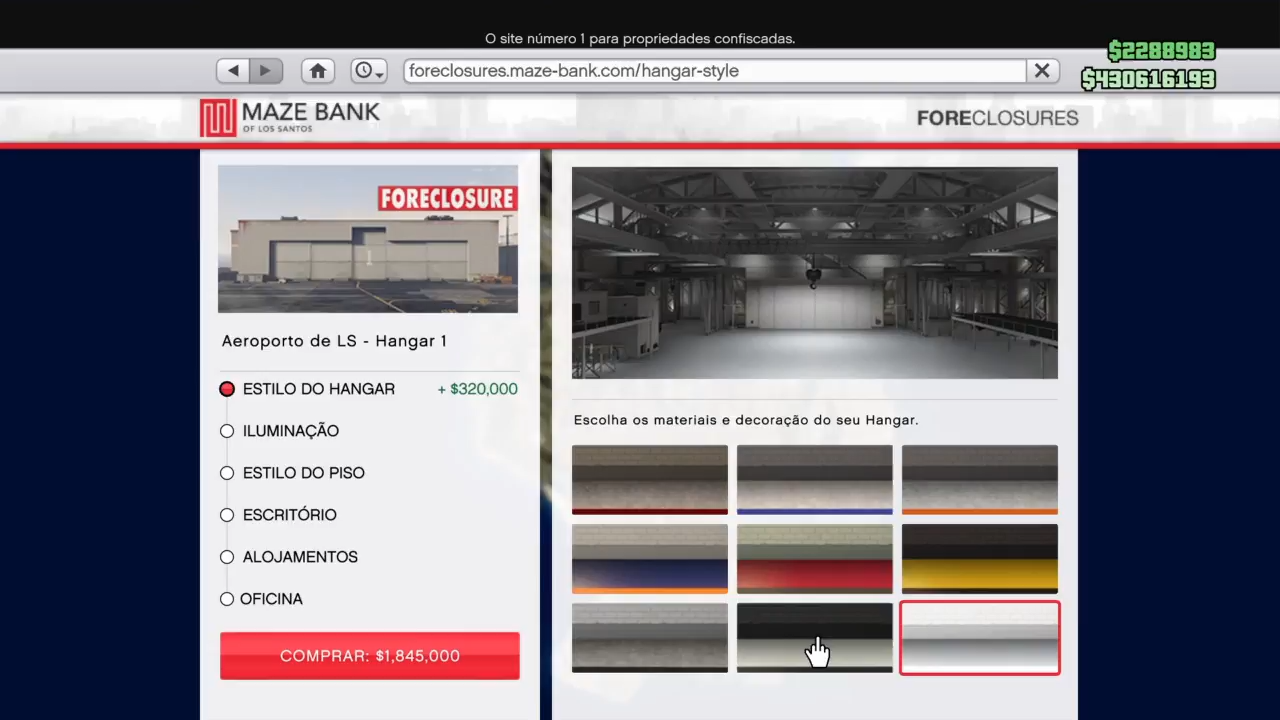 O site número 1 para propriedades confiscadas.
$2288983
foreclosures.maze-bank.com/hangar-style
$430616193
MAZE BANK
OF LOS SANTOS
FORECLOSURES
FORECLOSURE
Aeroporto de LS - Hangar 1
ESTILO DO HANGAR + $320,000
ILUMINAÇÃO
ESTILO DO PISO
ESCRITÓRIO
ALOJAMENTOS
OFICINA
COMPRAR: $1,845,000
Escolha os materiais e decoração do seu Hangar.